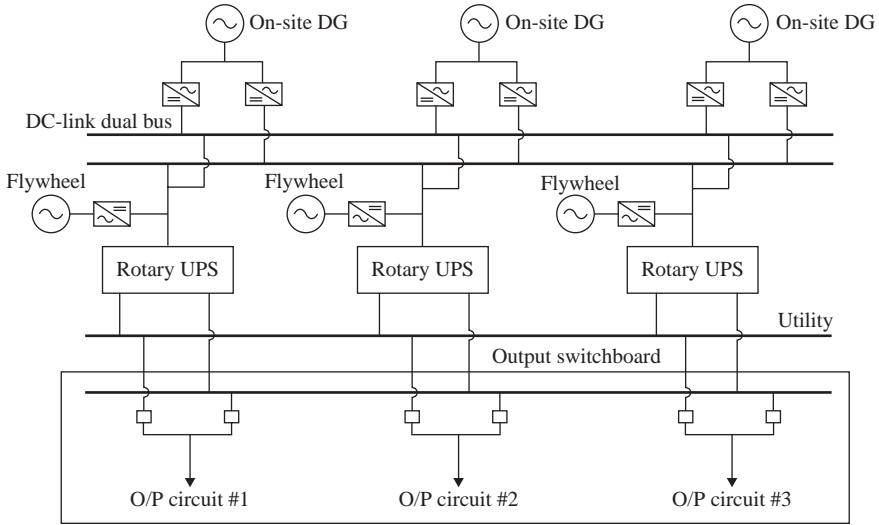 On-site DG
On-site DG
On-site DG
DC-link dual bus
Flywheel
Flywheel
Flywheel
Rotary UPS
Rotary UPS
Rotary UPS
Utility
Output switchboard
O/P circuit #1
O/P circuit #2
O/P circuit #3